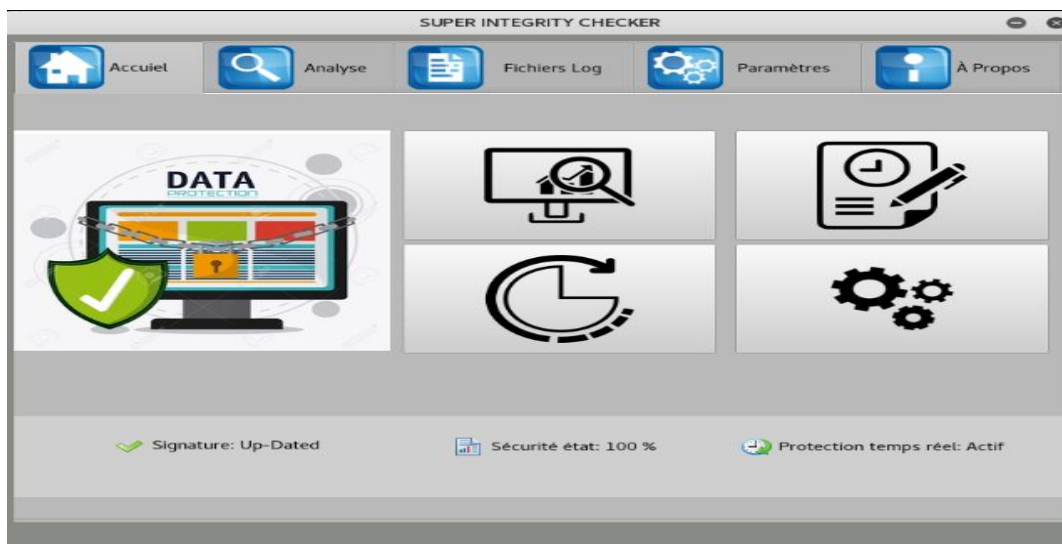 SUPER INTEGRITY CHECKER
Accuiel Analyse Fichiers Log Paramètres À Propos
DATA
PROTECTION
Signature: Up-Dated Sécurité état: 100 % Protection temps réel: Actif